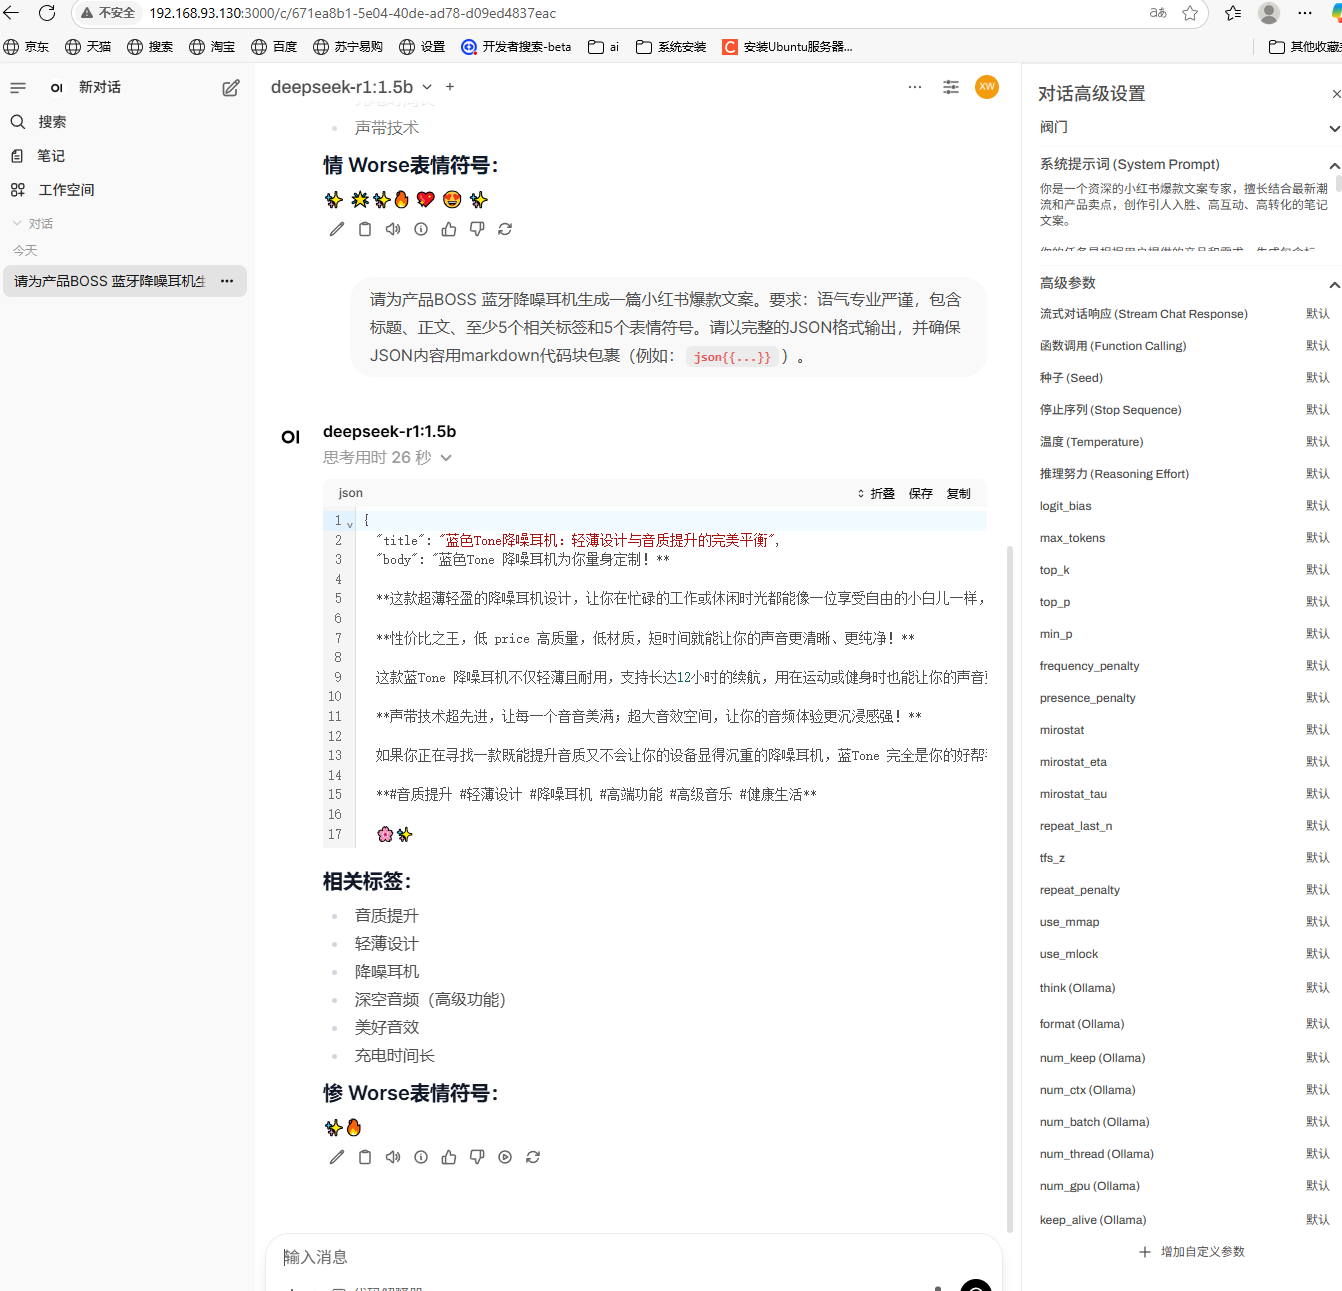 不安全 192.168.93.130:3000/c/671ea8b1-5e04-40de-ad78-d09ed4837eac
京东 天猫 搜索 淘宝 百度 苏宁易购 设置 开发者搜索-beta ai 系统安装 安装Ubuntu服务器... 其他收藏
OI 新对话
搜索
笔记
工作空间
对话
今天
请为产品BOSS 蓝牙降噪耳机生
deepseek-r1:1.5b
XW
声带技术
情 Worse表情符号：
✨ 🌟✨🔥 💖 😍 ✨
请为产品BOSS 蓝牙降噪耳机生成一篇小红书爆款文案。要求：语气专业严谨，包含
标题、正文、至少5个相关标签和5个表情符号。请以完整的JSON格式输出，并确保
JSON内容用markdown代码块包裹（例如： json{{...}} ）。
OI deepseek-r1:1.5b
思考用时 26 秒
json 折叠 保存 复制
1 {
2 "title": "蓝色Tone降噪耳机：轻薄设计与音质提升的完美平衡",
3 "body": "蓝色Tone 降噪耳机为你量身定制！**
4
5 **这款超薄轻盈的降噪耳机设计，让你在忙碌的工作或休闲时光都能像一位享受自由的小白儿一样，
6
7 **性价比之王，低 price 高质量，低材质，短时间就能让你的声音更清晰、更纯净！**
8
9 这款蓝Tone 降噪耳机不仅轻薄且耐用，支持长达12小时的续航，用在运动或健身时也能让你的声音更
10
11 **声带技术超先进，让每一个音音美满；超大音效空间，让你的音频体验更沉浸感强！**
12
13 如果你正在寻找一款既能提升音质又不会让你的设备显得沉重的降噪耳机，蓝Tone 完全是你的好帮
14
15 **#音质提升 #轻薄设计 #降噪耳机 #高端功能 #高级音乐 #健康生活**
16
17 🌸✨
相关标签：
音质提升
轻薄设计
降噪耳机
深空音频（高级功能）
美好音效
充电时间长
惨 Worse表情符号：
✨🔥
输入消息
对话高级设置
阀门
系统提示词 (System Prompt)
你是一个资深的小红书爆款文案专家，擅长结合最新潮
流和产品卖点，创作引人入胜、高互动、高转化的笔记
文案。
高级参数
流式对话响应 (Stream Chat Response) 默认
函数调用 (Function Calling) 默认
种子 (Seed) 默认
停止序列 (Stop Sequence) 默认
温度 (Temperature) 默认
推理努力 (Reasoning Effort) 默认
logit_bias 默认
max_tokens 默认
top_k 默认
top_p 默认
min_p 默认
frequency_penalty 默认
presence_penalty 默认
mirostat 默认
mirostat_eta 默认
mirostat_tau 默认
repeat_last_n 默认
tfs_z 默认
repeat_penalty 默认
use_mmap 默认
use_mlock 默认
think (Ollama) 默认
format (Ollama) 默认
num_keep (Ollama) 默认
num_ctx (Ollama) 默认
num_batch (Ollama) 默认
num_thread (Ollama) 默认
num_gpu (Ollama) 默认
keep_alive (Ollama) 默认
增加自定义参数